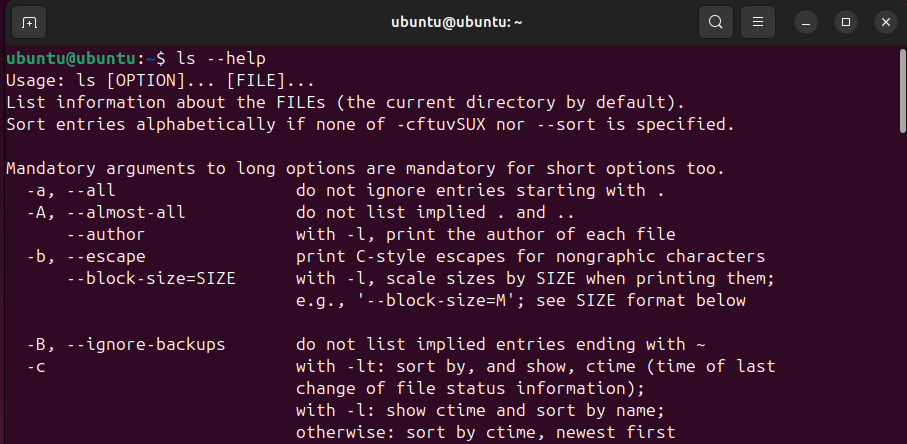 ubuntu@ubuntu: ~
ubuntu@ubuntu:~$ ls --help
Usage: ls [OPTION]... [FILE]...
List information about the FILEs (the current directory by default).
Sort entries alphabetically if none of -cftuvSUX nor --sort is specified.

Mandatory arguments to long options are mandatory for short options too.
  -a, --all                  do not ignore entries starting with .
  -A, --almost-all           do not list implied . and ..
      --author               with -l, print the author of each file
  -b, --escape               print C-style escapes for nongraphic characters
      --block-size=SIZE      with -l, scale sizes by SIZE when printing them;
                             e.g., '--block-size=M'; see SIZE format below

  -B, --ignore-backups       do not list implied entries ending with ~
  -c                         with -lt: sort by, and show, ctime (time of last
                             change of file status information);
                             with -l: show ctime and sort by name;
                             otherwise: sort by ctime, newest first